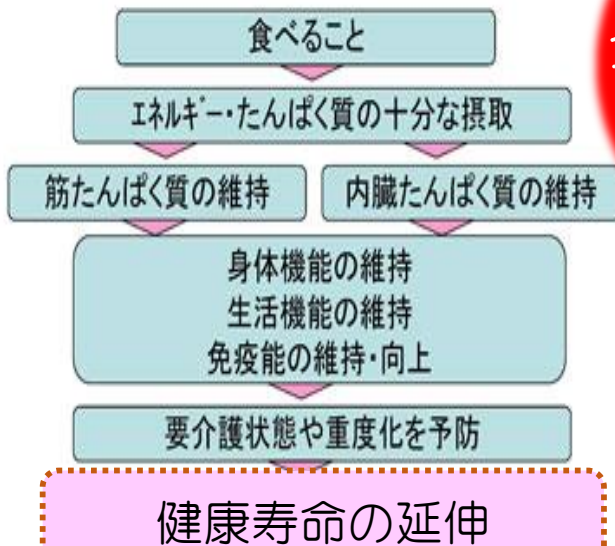 食べること
エネルギー・たんぱく質の十分な摂取
筋たんぱく質の維持
内臓たんぱく質の維持
身体機能の維持
生活機能の維持
免疫能の維持・向上
要介護状態や重度化を予防
健康寿命の延伸